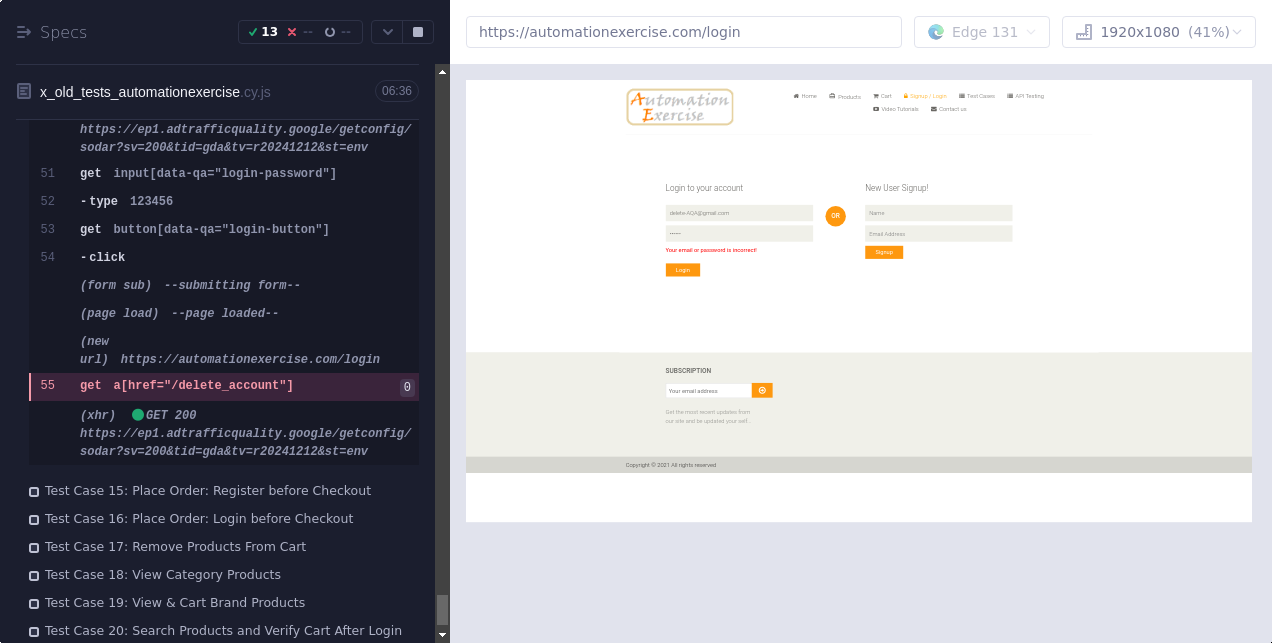 Specs
13
--
--
x_old_tests_automationexercise.cy.js
06:36
https://ep1.adtrafficquality.google/getconfig/
sodar?sv=200&tid=gda&tv=r20241212&st=env
51 get input[data-qa="login-password"]
52 -type 123456
53 get button[data-qa="login-button"]
54 -click
(form sub) --submitting form--
(page load) --page loaded--
(new
url) https://automationexercise.com/login
55 get a[href="/delete_account"] 0
(xhr) GET 200
https://ep1.adtrafficquality.google/getconfig/
sodar?sv=200&tid=gda&tv=r20241212&st=env
Test Case 15: Place Order: Register before Checkout
Test Case 16: Place Order: Login before Checkout
Test Case 17: Remove Products From Cart
Test Case 18: View Category Products
Test Case 19: View & Cart Brand Products
Test Case 20: Search Products and Verify Cart After Login
https://automationexercise.com/login
Edge 131
1920x1080 (41%)
Automation
Exercise
Home Products Cart Signup / Login Test Cases API Testing
Video Tutorials Contact us
Login to your account
delete.AQA@gmail.com
Your email or password is incorrect!
Login
OR
New User Signup!
Name
Email Address
Signup
SUBSCRIPTION
Your email address
Get the most recent updates from
our site and be updated your self...
Copyright © 2021 All rights reserved